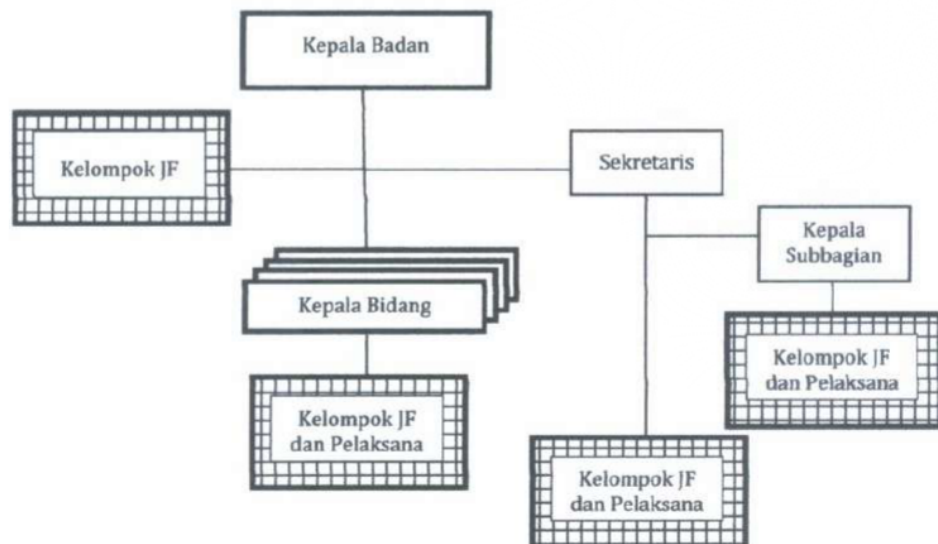 Kepala Badan
Kelompok JF
Sekretaris
Kepala
Subbagian
Kepala Bidang
Kelompok JF
dan Pelaksana
Kelompok JF
dan Pelaksana
Kelompok JF
dan Pelaksana